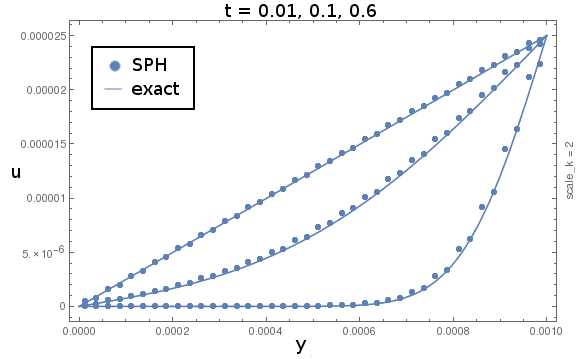 t = 0.01, 0.1, 0.6
0.000025
SPH
exact
0.00002
0.000015
u
0.00001
5. × 10⁻⁶
0
scale_k = 2
0.0000
0.0002
0.0004
0.0006
0.0008
0.0010
y